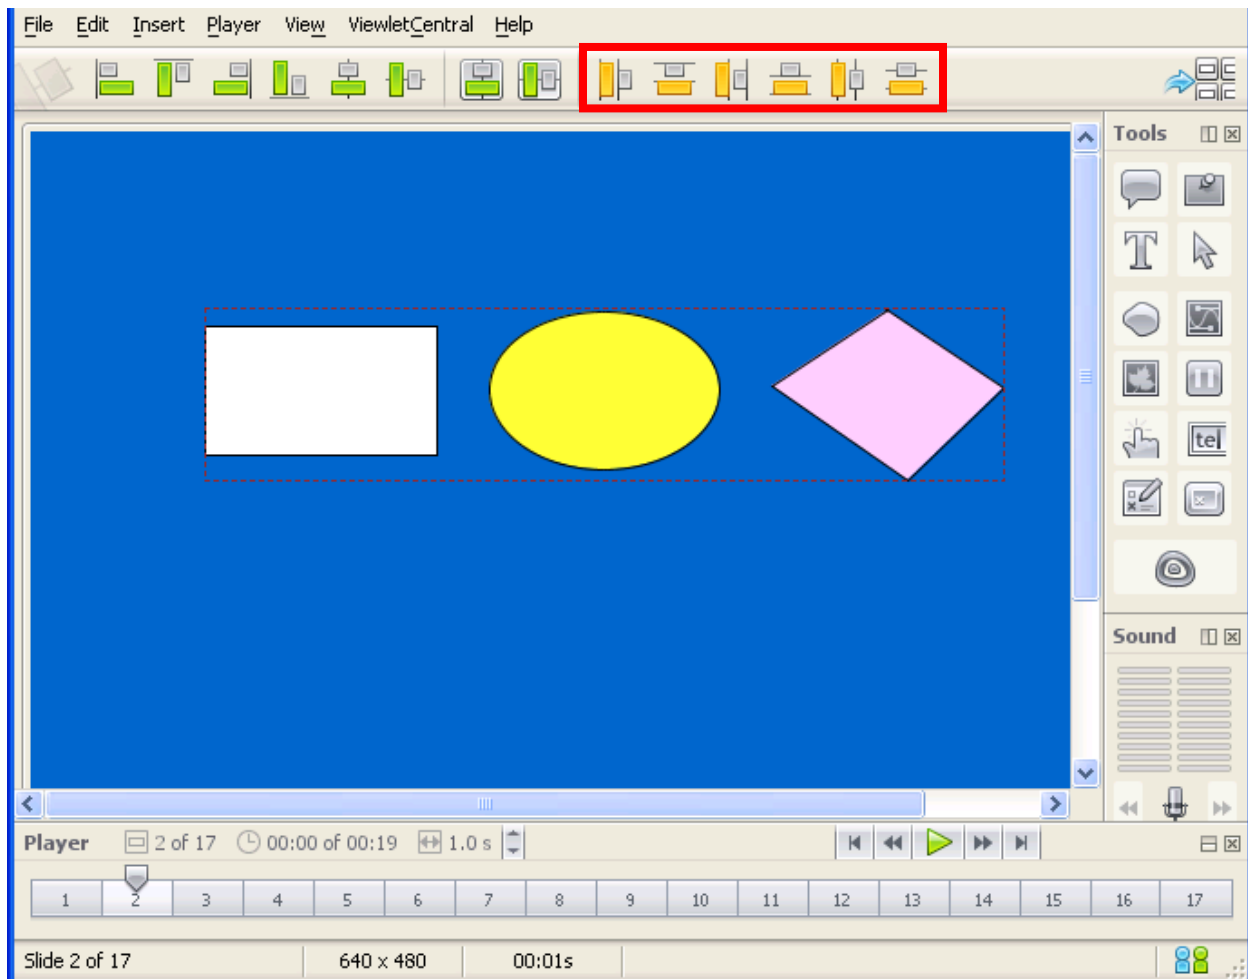 File Edit Insert Player View ViewletCentral Help
Tools
T
tel
Sound
Player 2 of 17 00:00 of 00:19 1.0 s
1 2 3 4 5 6 7 8 9 10 11 12 13 14 15 16 17
Slide 2 of 17 640 x 480 00:01s